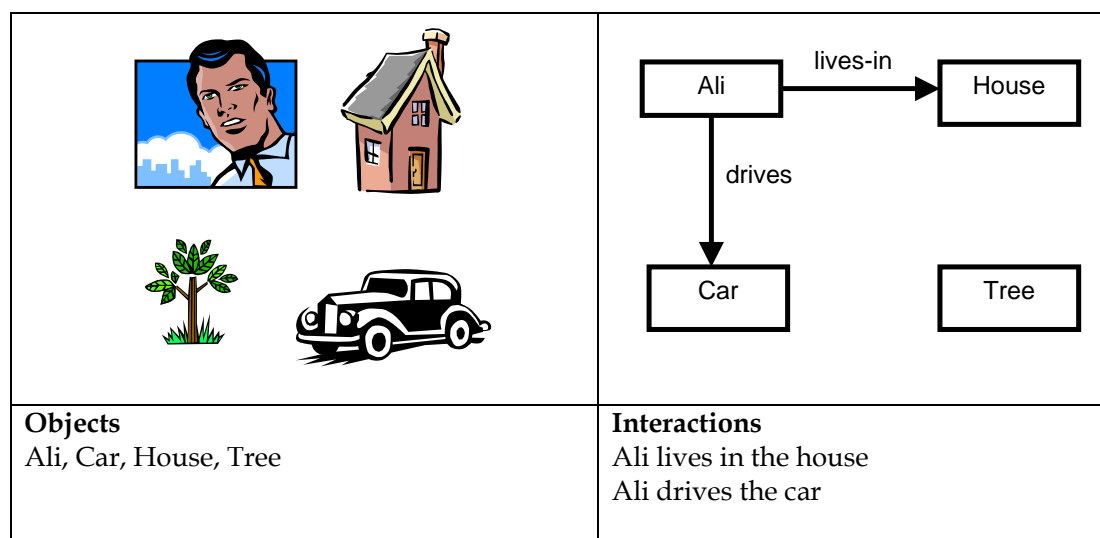 lives-in
Ali
House
drives
Car
Tree
Objects
Ali, Car, House, Tree
Interactions
Ali lives in the house
Ali drives the car